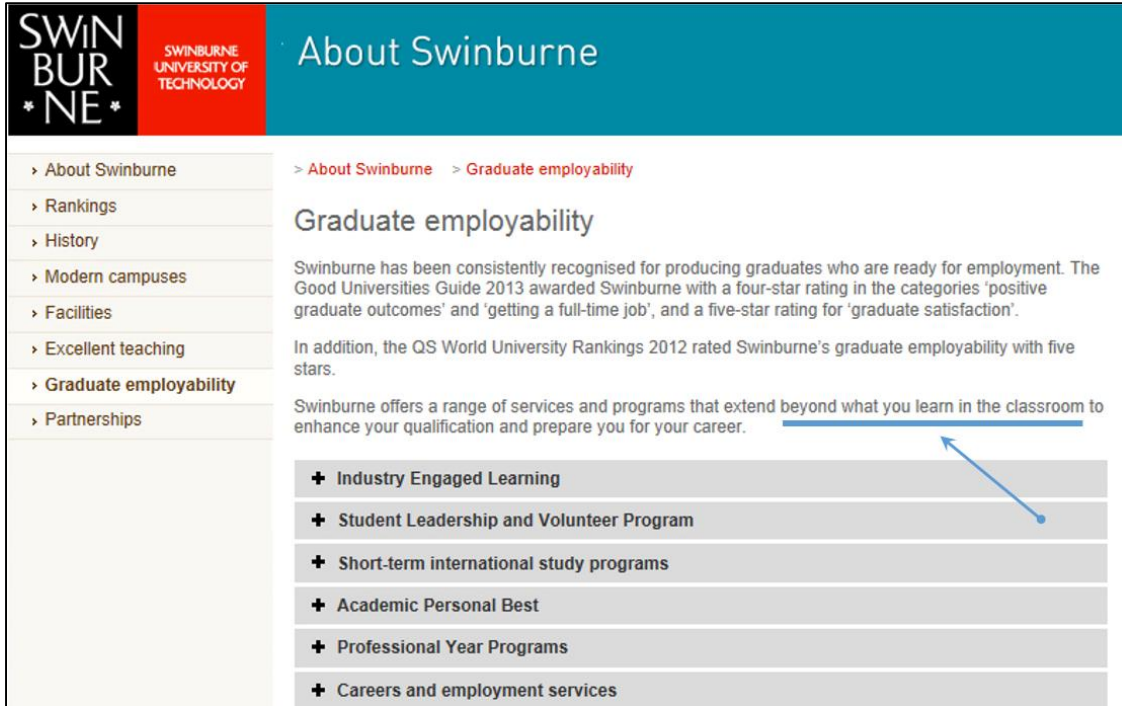 SWiN
BUR
* NE *
SWINBURNE
UNIVERSITY OF
TECHNOLOGY
About Swinburne
› About Swinburne
› Rankings
› History
› Modern campuses
› Facilities
› Excellent teaching
› Graduate employability
› Partnerships
> About Swinburne > Graduate employability
Graduate employability
Swinburne has been consistently recognised for producing graduates who are ready for employment. The
Good Universities Guide 2013 awarded Swinburne with a four-star rating in the categories ‘positive
graduate outcomes’ and ‘getting a full-time job’, and a five-star rating for ‘graduate satisfaction’.
In addition, the QS World University Rankings 2012 rated Swinburne’s graduate employability with five
stars.
Swinburne offers a range of services and programs that extend beyond what you learn in the classroom to
enhance your qualification and prepare you for your career.
+ Industry Engaged Learning
+ Student Leadership and Volunteer Program
+ Short-term international study programs
+ Academic Personal Best
+ Professional Year Programs
+ Careers and employment services